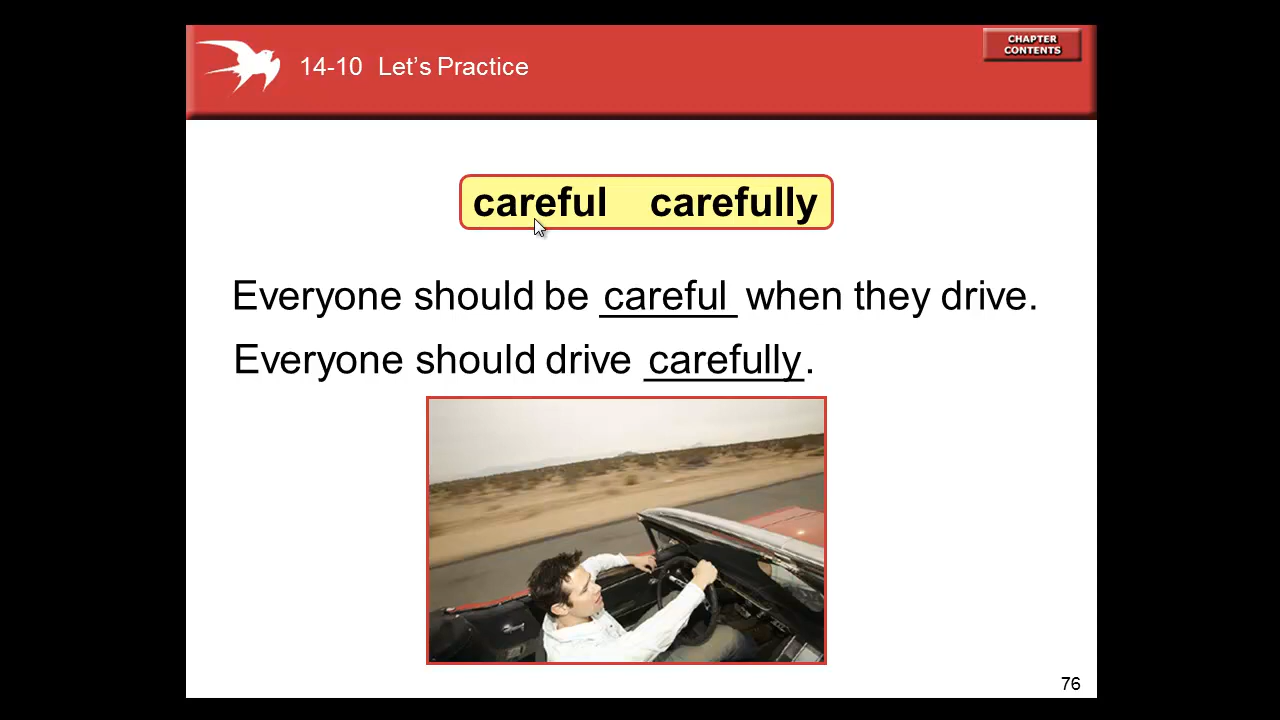 14-10 Let's Practice
CHAPTER
CONTENTS
careful carefully
Everyone should be careful when they drive.
Everyone should drive carefully.
76